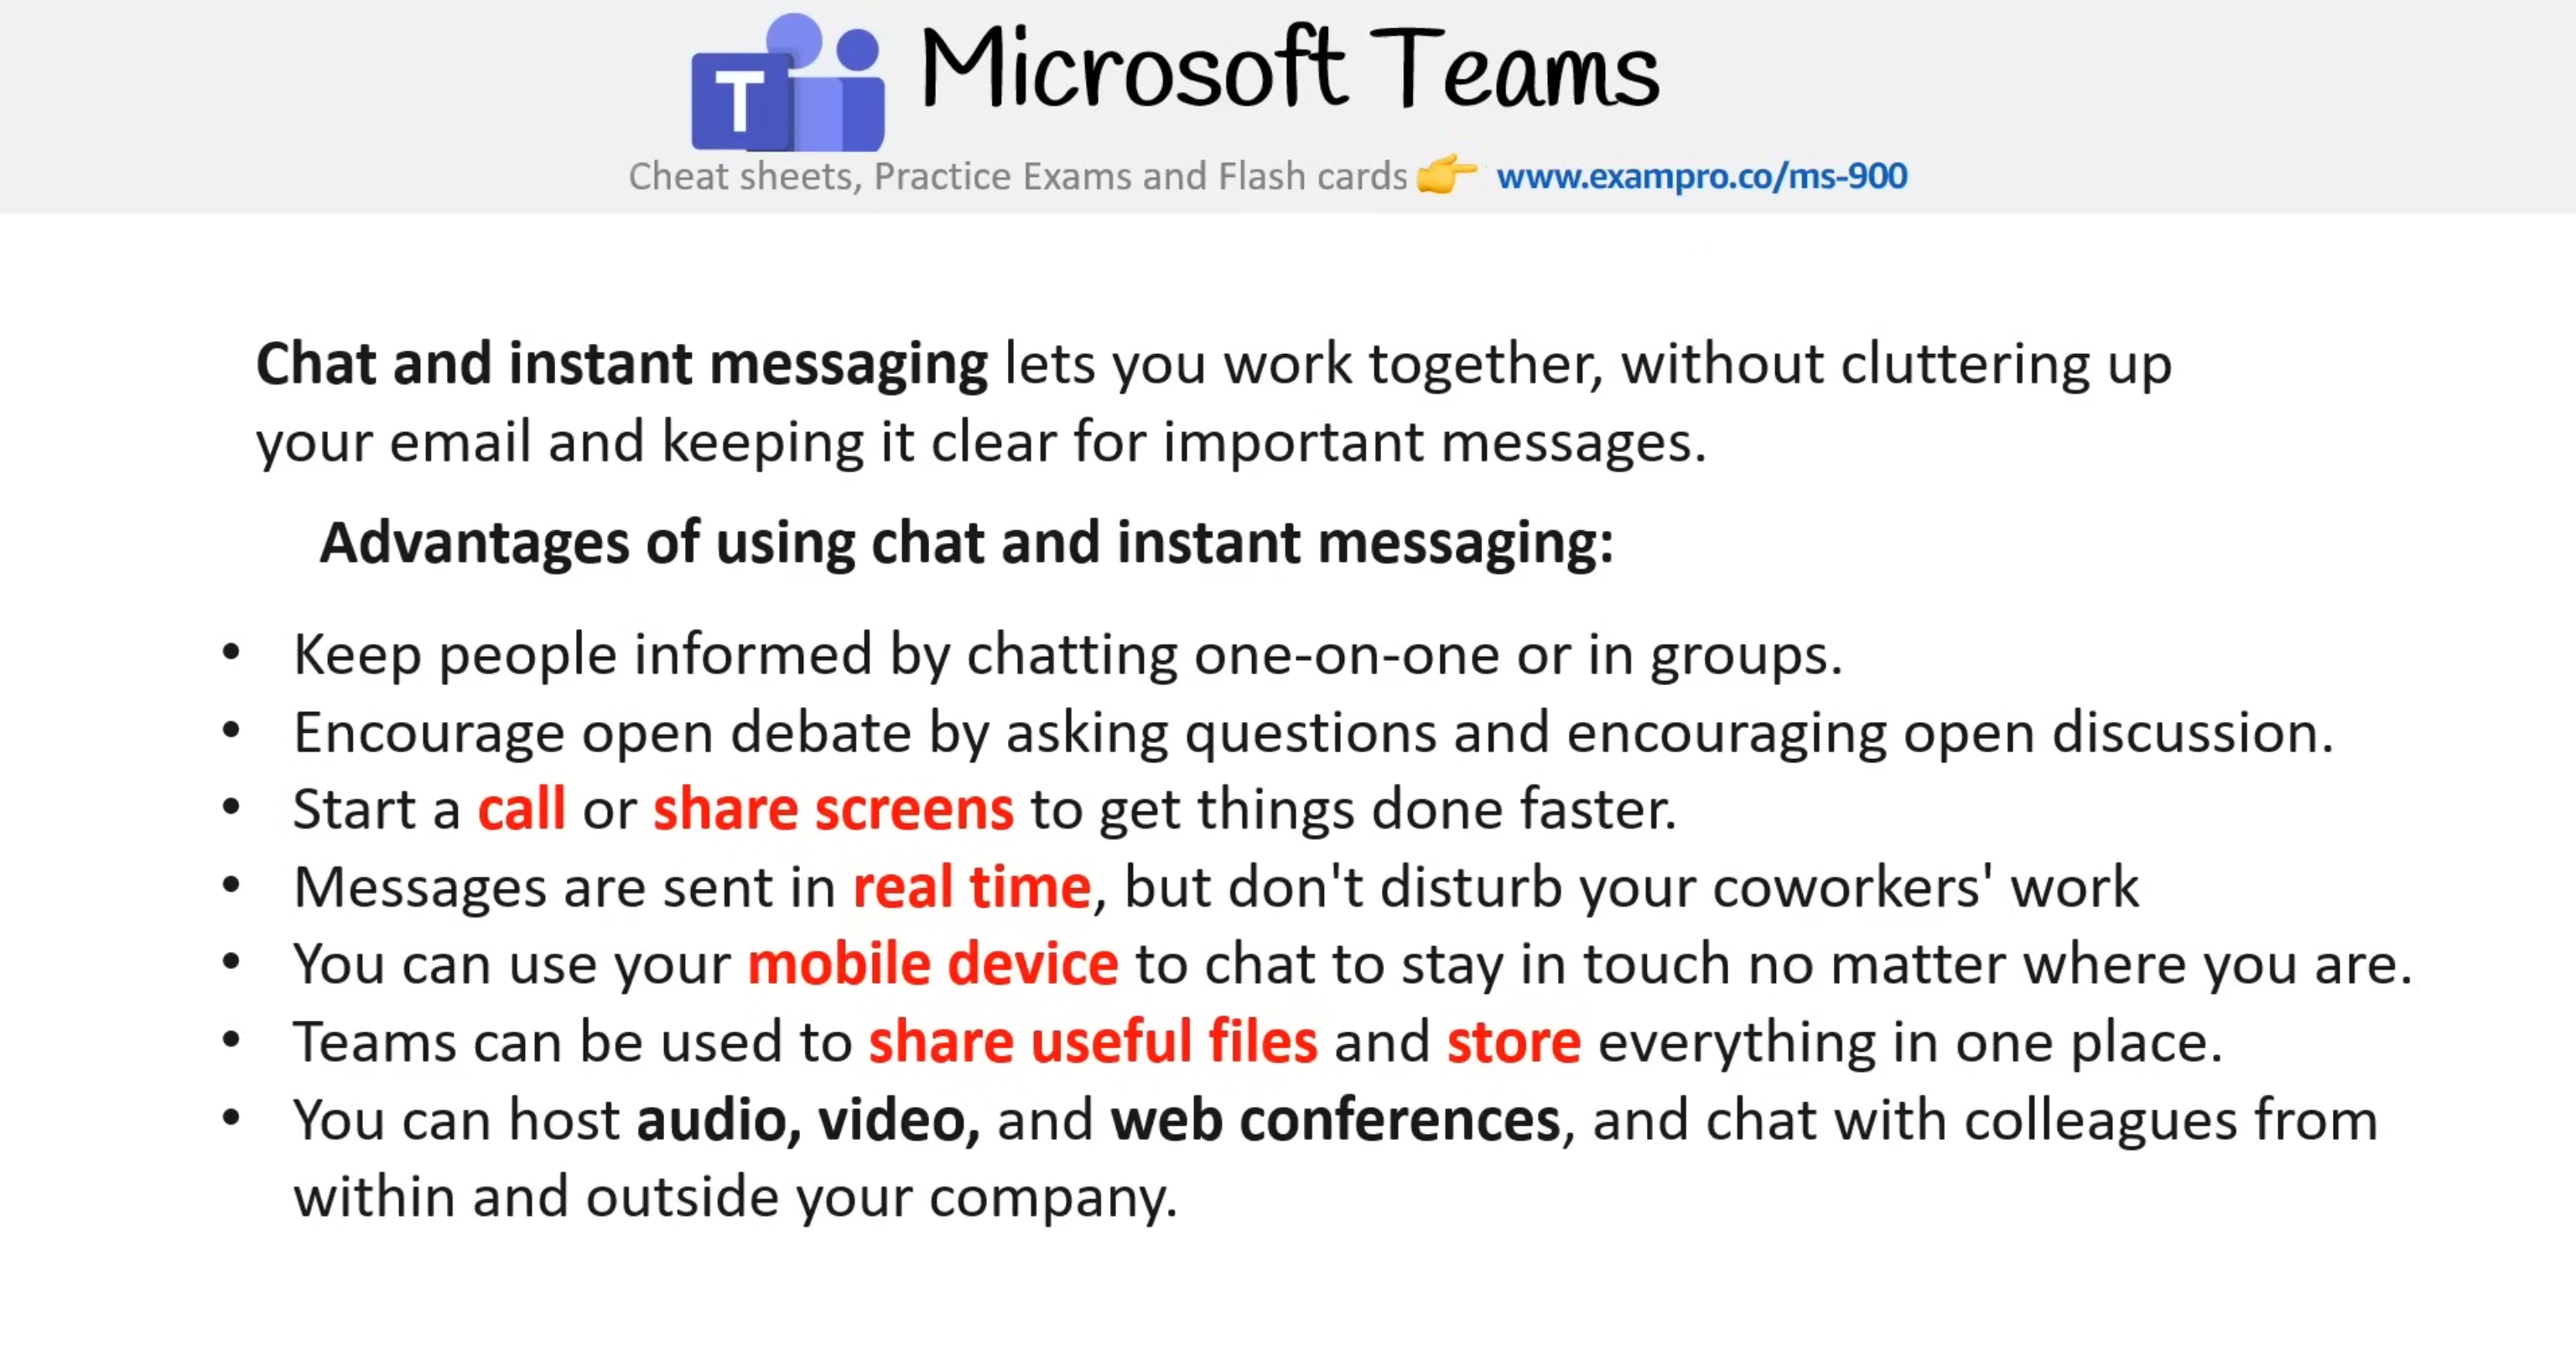 T
Microsoft Teams
Cheat sheets, Practice Exams and Flash cards 👉 www.exampro.co/ms-900
Chat and instant messaging lets you work together, without cluttering up
your email and keeping it clear for important messages.
Advantages of using chat and instant messaging:
• Keep people informed by chatting one-on-one or in groups.
• Encourage open debate by asking questions and encouraging open discussion.
• Start a call or share screens to get things done faster.
• Messages are sent in real time, but don't disturb your coworkers' work
• You can use your mobile device to chat to stay in touch no matter where you are.
• Teams can be used to share useful files and store everything in one place.
• You can host audio, video, and web conferences, and chat with colleagues from
within and outside your company.